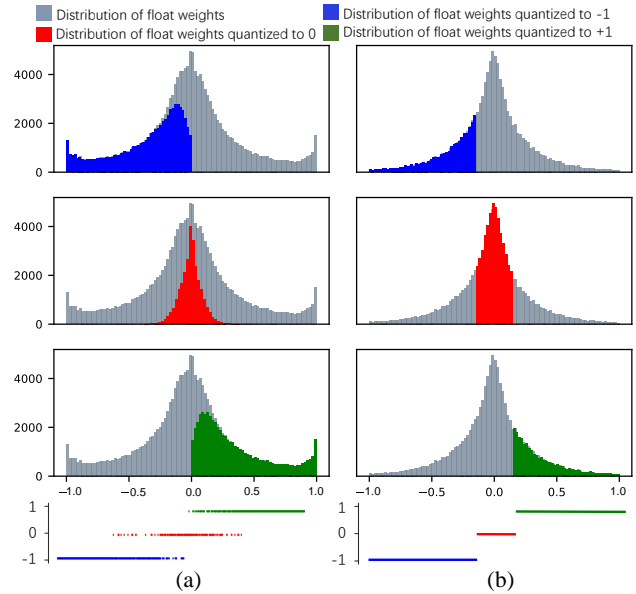 Distribution of float weights
Distribution of float weights quantized to -1
Distribution of float weights quantized to 0
Distribution of float weights quantized to +1
4000
2000
0
4000
2000
0
4000
2000
0
−1.0 −0.5 0.0 0.5 1.0
−1.0 −0.5 0.0 0.5 1.0
1
0
-1
1
0
-1
(a)
(b)